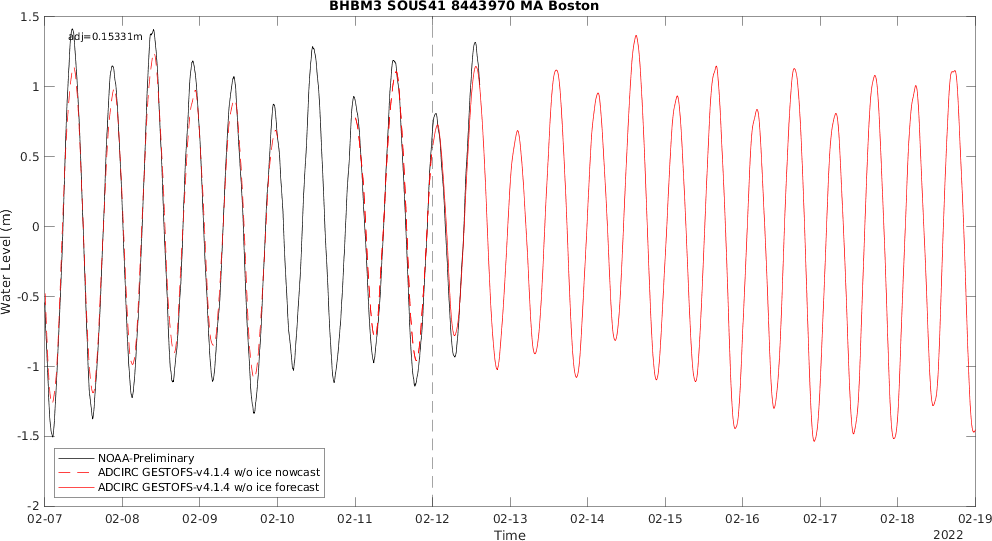 BHBM3 SOUS41 8443970 MA Boston
adj=0.15331m
1.5
1
0.5
0
-0.5
-1
-1.5
-2
Water Level (m)
NOAA-Preliminary
ADCIRC GESTOFS-v4.1.4 w/o ice nowcast
ADCIRC GESTOFS-v4.1.4 w/o ice forecast
02-07 02-08 02-09 02-10 02-11 02-12 02-13 02-14 02-15 02-16 02-17 02-18 02-19
Time
2022